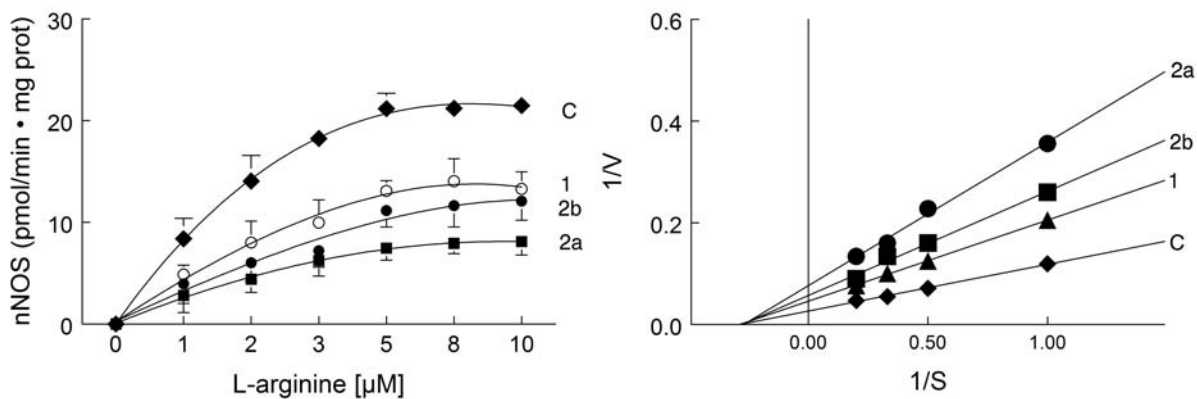 30
20
10
0
nNOS (pmol/min • mg prot)
C
1
2b
2a
0 1 2 3 5 8 10
L-arginine [µM]
0.6
0.4
0.2
0.0
1/V
2a
2b
1
C
0.00 0.50 1.00
1/S